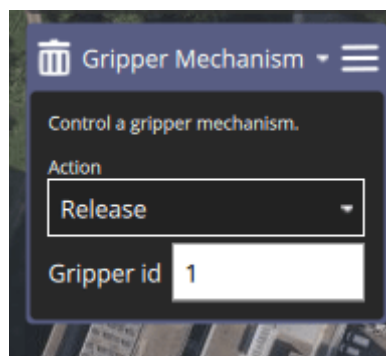 Gripper Mechanism
Control a gripper mechanism.
Action
Release
Gripper id 1